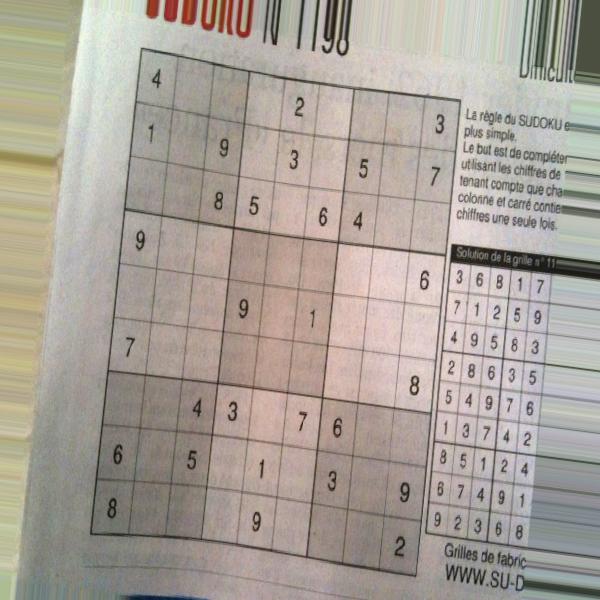 SUDOKU N°1198
Difficult
4 2 3
1 9 3 5 7
8 5 6 4
9 6
9 1
7 8
4 3 7 6
6 5 1 3 9
8 9 2
La règle du SUDOKU e
plus simple.
Le but est de compléter
utilisant les chiffres de
tenant compte que cha
colonne et carré contie
chiffres une seule fois.
Solution de la grille n° 11
3 6 8 1 7
7 1 2 5 9
4 9 5 8 3
2 8 6 3 5
5 4 9 7 6
1 3 7 4 2
8 5 1 2 4
6 7 4 9 1
9 2 3 6 8
Grilles de fabric
WWW.SU-D